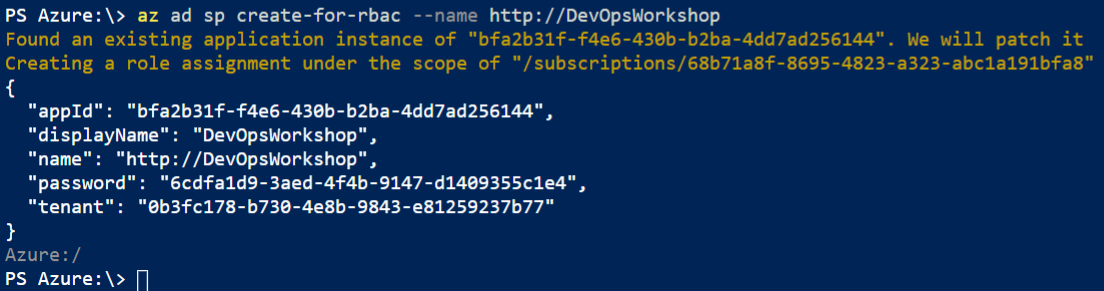 PS Azure:\> az ad sp create-for-rbac --name http://DevOpsWorkshop
Found an existing application instance of "bfa2b31f-f4e6-430b-b2ba-4dd7ad256144". We will patch it
Creating a role assignment under the scope of "/subscriptions/68b71a8f-8695-4823-a323-abc1a191bfa8"
{
  "appId": "bfa2b31f-f4e6-430b-b2ba-4dd7ad256144",
  "displayName": "DevOpsWorkshop",
  "name": "http://DevOpsWorkshop",
  "password": "6cdfa1d9-3aed-4f4b-9147-d1409355c1e4",
  "tenant": "0b3fc178-b730-4e8b-9843-e81259237b77"
}
Azure:/
PS Azure:\>